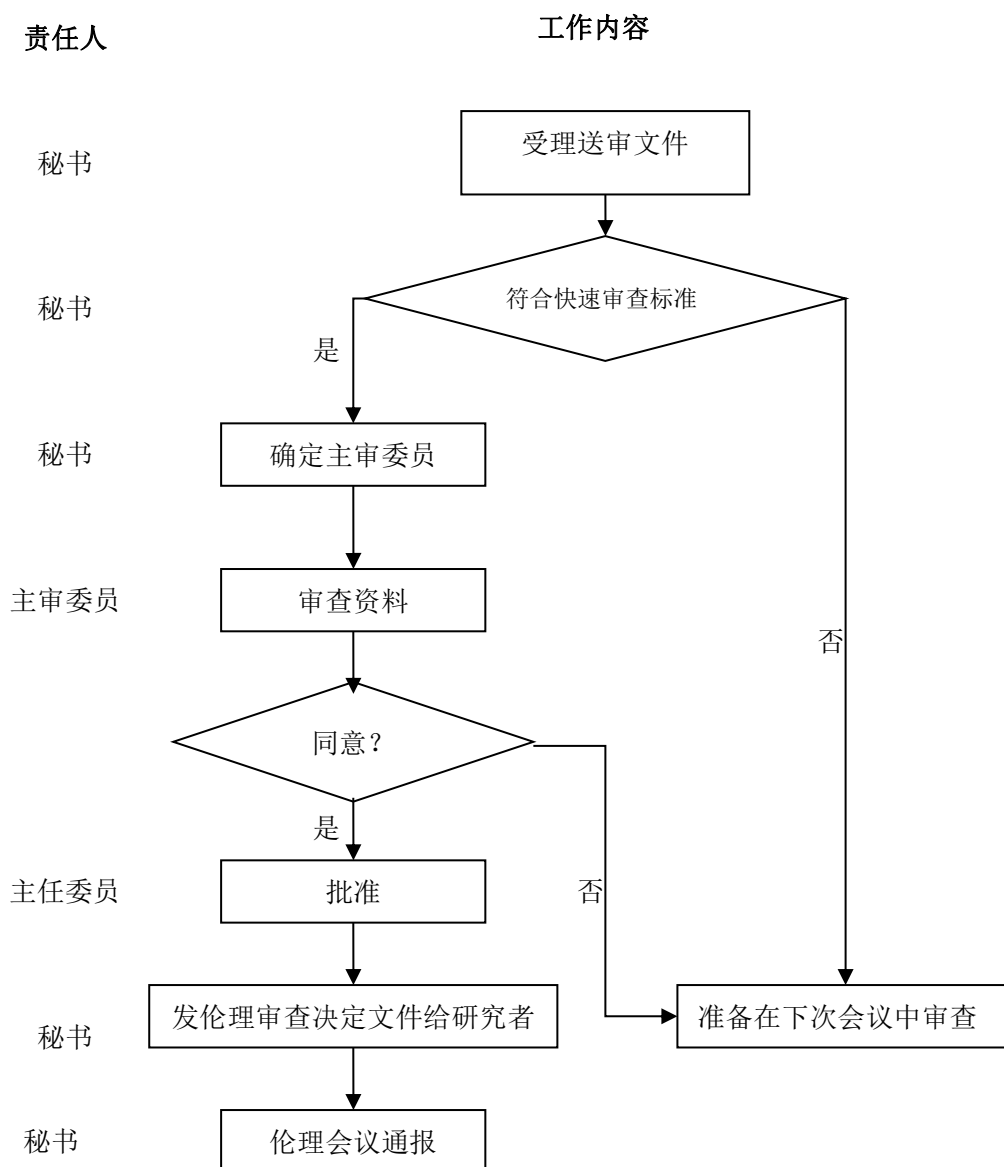 责任人
工作内容
秘书
受理送审文件
秘书
符合快速审查标准
是
秘书
确定主审委员
主审委员
审查资料
否
同意？
是
主任委员
批准
否
秘书
发伦理审查决定文件给研究者
准备在下次会议中审查
秘书
伦理会议通报